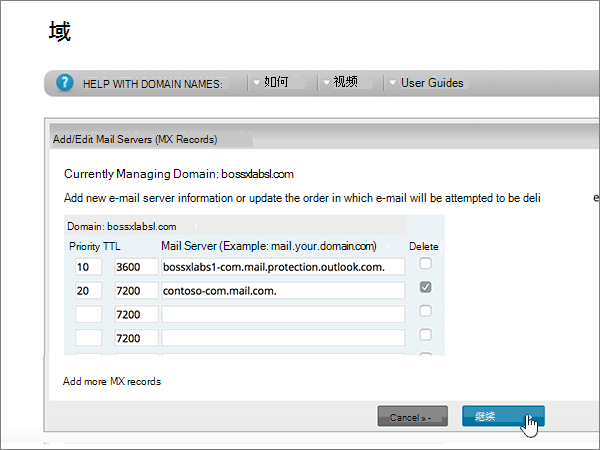 域
HELP WITH DOMAIN NAMES: 如何 视频 User Guides
Add/Edit Mail Servers (MX Records)
Currently Managing Domain: bossxlabsl.com
Add new e-mail server information or update the order in which e-mail will be attempted to be deli e
Domain: bossxlabsl.com
Priority TTL Mail Server (Example: mail.your.domain.com) Delete
10 3600 bossxlabs1-com.mail.protection.outlook.com.
20 7200 contoso-com.mail.com.
7200
7200
Add more MX records
Cancel 继续